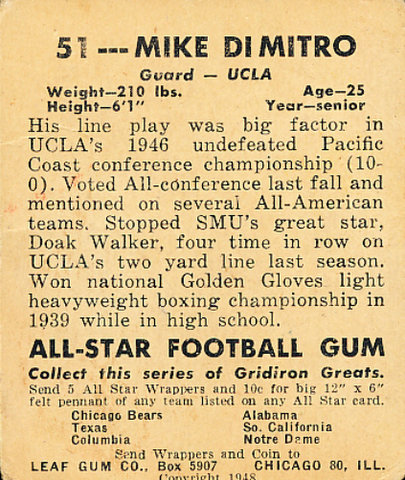 51---MIKE DI MITRO
Guard — UCLA
Weight—210 lbs. Age—25
Height—6'1" Year—senior
His line play was big factor in
UCLA's 1946 undefeated Pacific
Coast conference championship (10-
0). Voted All-conference last fall and
mentioned on several All-American
teams. Stopped SMU's great star,
Doak Walker, four time in row on
UCLA's two yard line last season.
Won national Golden Gloves light
heavyweight boxing championship in
1939 while in high school.
ALL-STAR FOOTBALL GUM
Collect this series of Gridiron Greats.
Send 5 All Star Wrappers and 10c for big 12" x 6"
felt pennant of any team listed on any All Star card.
Chicago Bears Alabama
Texas So. California
Columbia Notre Dame
Send Wrappers and Coin to
LEAF GUM CO., Box 5907 CHICAGO 80, ILL.
Copyright 1948